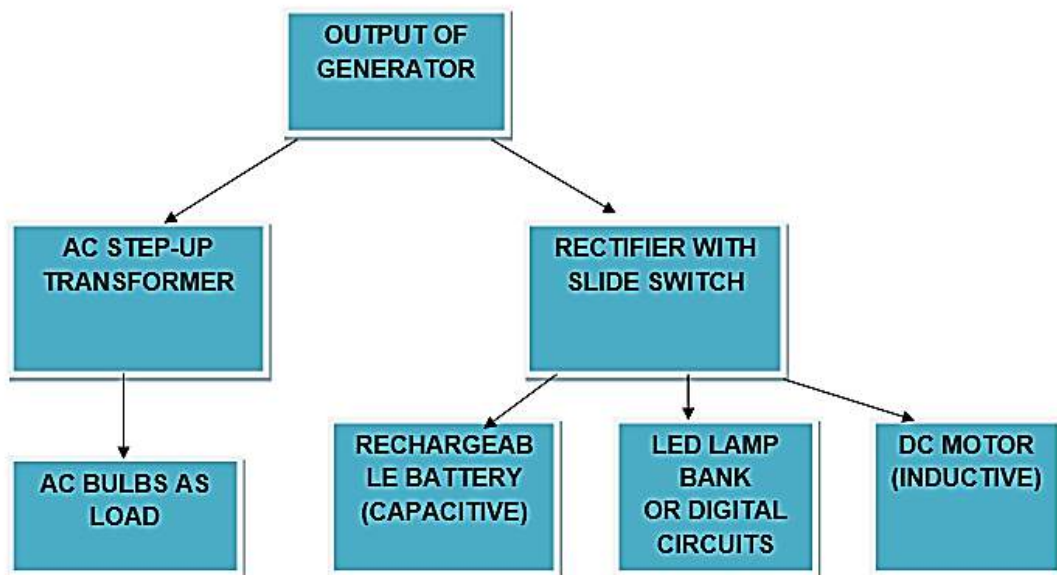 OUTPUT OF
GENERATOR
AC STEP-UP
TRANSFORMER
RECTIFIER WITH
SLIDE SWITCH
AC BULBS AS
LOAD
RECHARGEAB
LE BATTERY
(CAPACITIVE)
LED LAMP
BANK
OR DIGITAL
CIRCUITS
DC MOTOR
(INDUCTIVE)